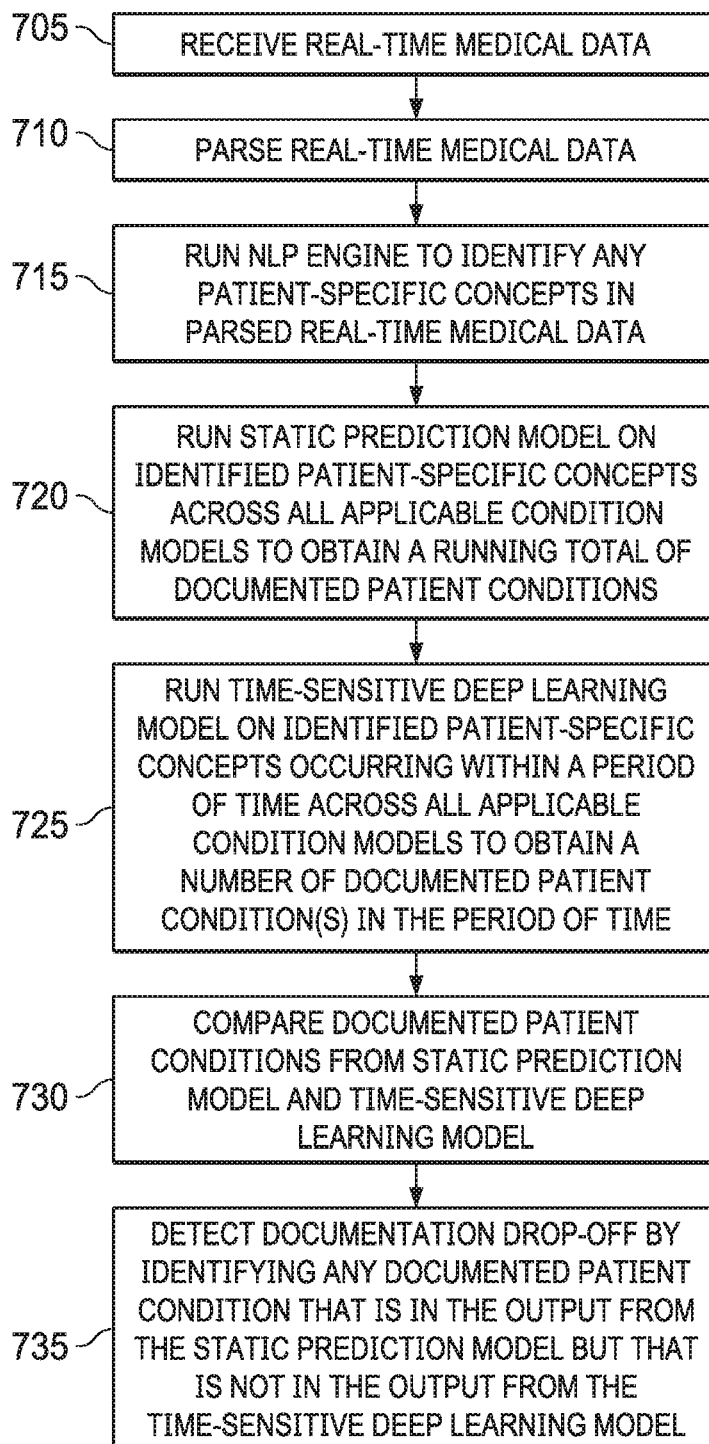 705
RECEIVE REAL-TIME MEDICAL DATA
710
PARSE REAL-TIME MEDICAL DATA
715
RUN NLP ENGINE TO IDENTIFY ANY
PATIENT-SPECIFIC CONCEPTS IN
PARSED REAL-TIME MEDICAL DATA
720
RUN STATIC PREDICTION MODEL ON
IDENTIFIED PATIENT-SPECIFIC CONCEPTS
ACROSS ALL APPLICABLE CONDITION
MODELS TO OBTAIN A RUNNING TOTAL OF
DOCUMENTED PATIENT CONDITIONS
725
RUN TIME-SENSITIVE DEEP LEARNING
MODEL ON IDENTIFIED PATIENT-SPECIFIC
CONCEPTS OCCURRING WITHIN A PERIOD
OF TIME ACROSS ALL APPLICABLE
CONDITION MODELS TO OBTAIN A
NUMBER OF DOCUMENTED PATIENT
CONDITION(S) IN THE PERIOD OF TIME
730
COMPARE DOCUMENTED PATIENT
CONDITIONS FROM STATIC PREDICTION
MODEL AND TIME-SENSITIVE DEEP
LEARNING MODEL
735
DETECT DOCUMENTATION DROP-OFF BY
IDENTIFYING ANY DOCUMENTED PATIENT
CONDITION THAT IS IN THE OUTPUT FROM
THE STATIC PREDICTION MODEL BUT THAT
IS NOT IN THE OUTPUT FROM THE
TIME-SENSITIVE DEEP LEARNING MODEL